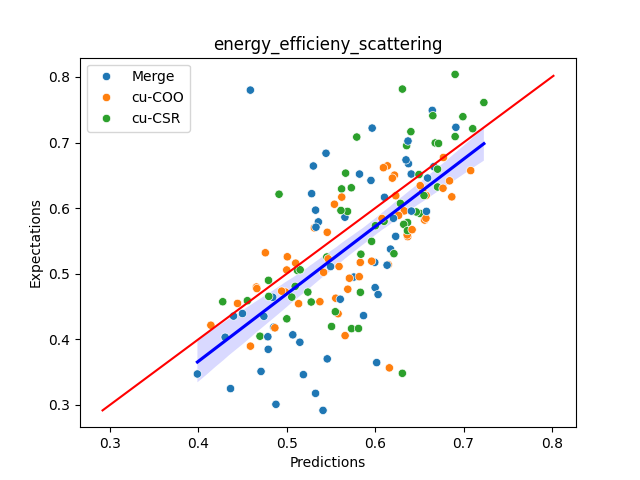 energy_efficieny_scattering
Merge
cu-COO
cu-CSR
Expectations
0.8
0.7
0.6
0.5
0.4
0.3
0.3 0.4 0.5 0.6 0.7 0.8
Predictions